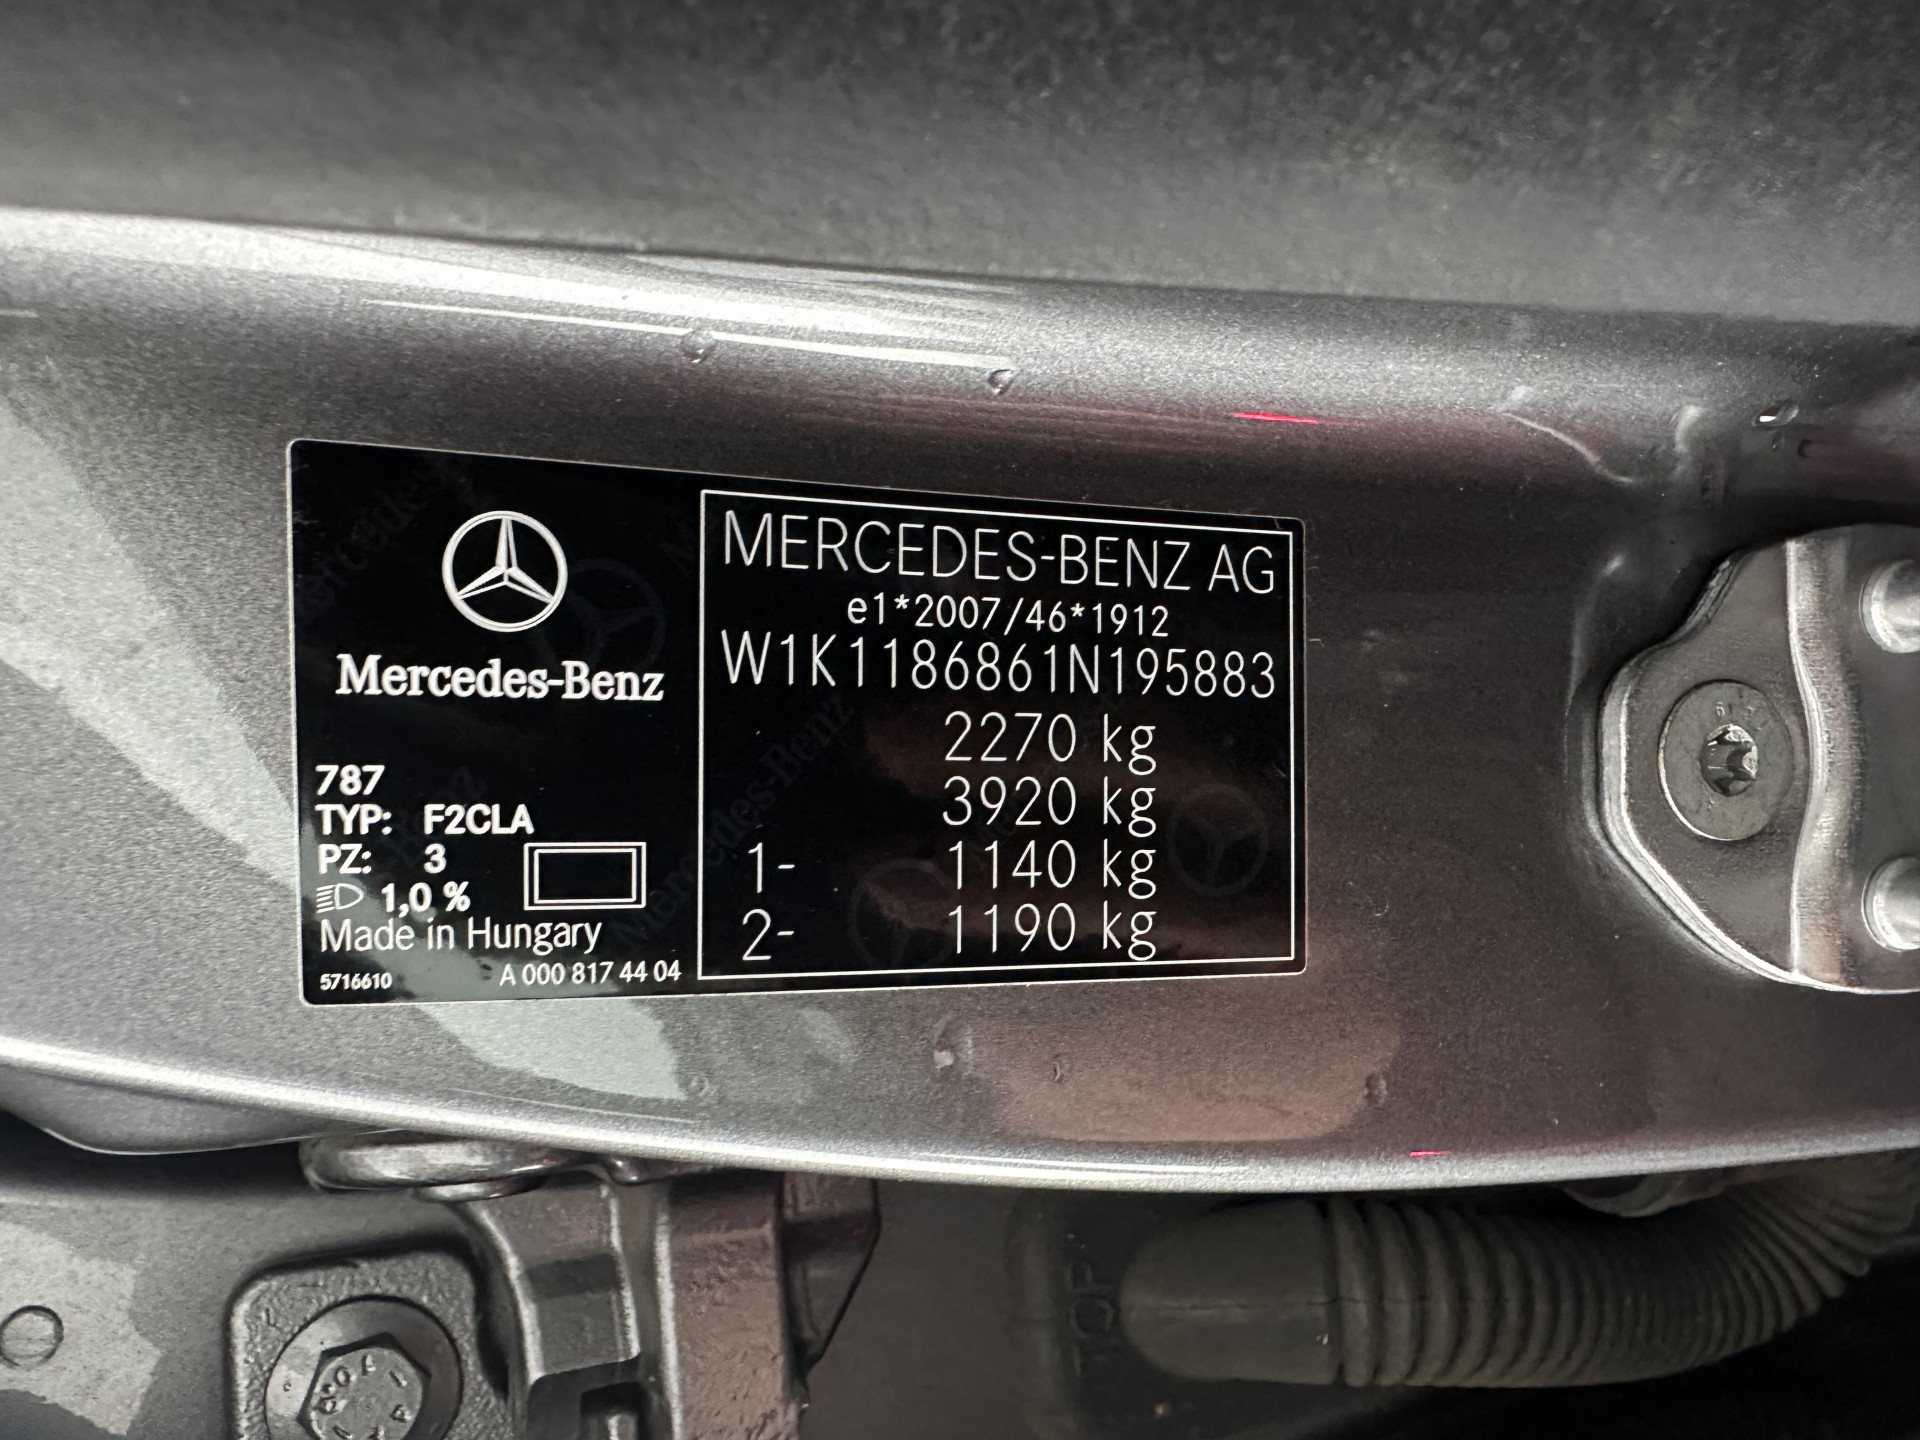 Mercedes-Benz
787
TYP: F2CLA
PZ: 3
1,0 %
Made in Hungary
5716610 A 000 817 44 04
MERCEDES-BENZ AG
e1*2007/46*1912
W1K1186861N195883
2270 kg
3920 kg
1- 1140 kg
2- 1190 kg
TOP